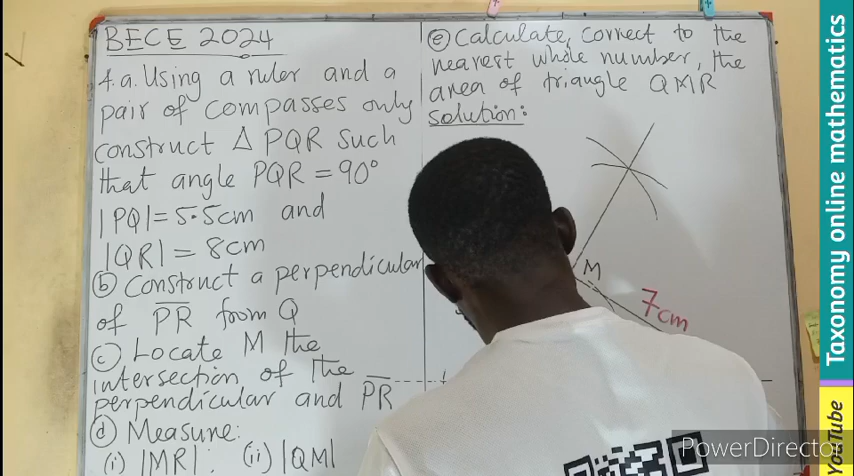 BECE 2024
4.a. Using a ruler and a
pair of compasses only
construct Δ PQR such
that angle PQR = 90°
|PQ| = 5.5cm and
|QR| = 8cm
(b) Construct a perpendicular
of PR from Q
(c) Locate M the
intersection of the
perpendicular and PR
(d) Measure:
(i) |MR| : (ii) |QM|
(e) Calculate, correct to the
nearest whole number, the
area of triangle QMR
solution:
M
7cm
Taxonomy online mathematics
YouTube
PowerDirector